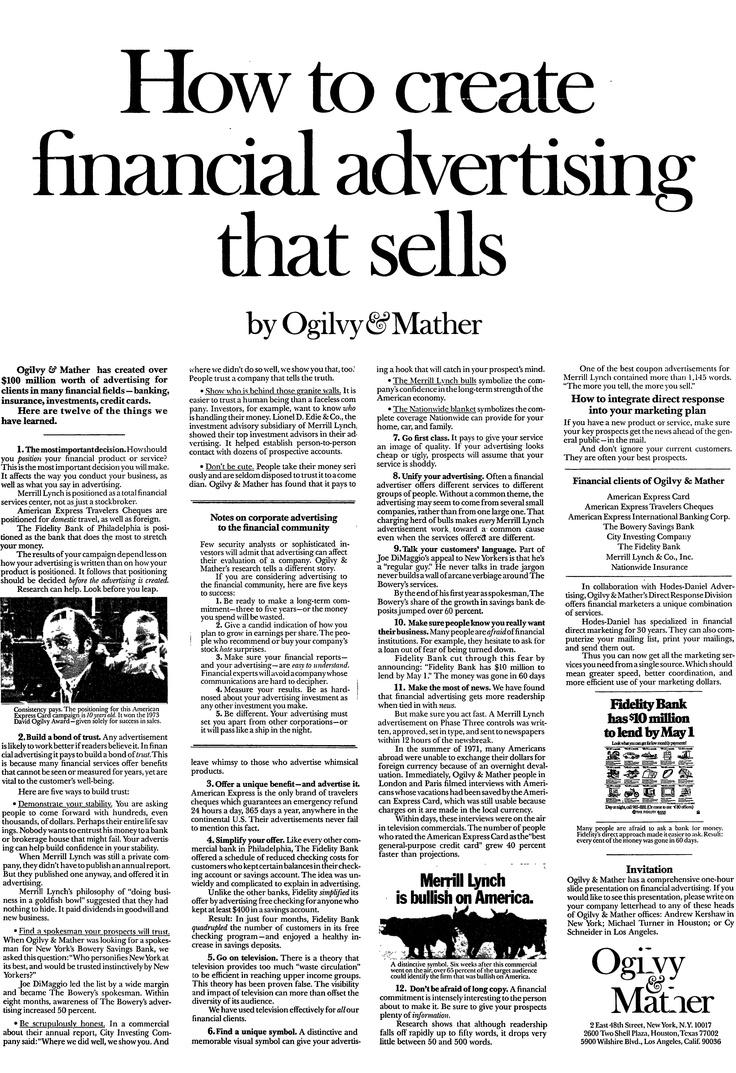 How to create
financial advertising
that sells
by Ogilvy & Mather
Ogilvy & Mather has created over
$100 million worth of advertising for
clients in many financial fields—banking,
insurance, investments, credit cards.
Here are twelve of the things we
have learned.
1. The most important decision. How should
you position your financial product or service?
This is the most important decision you will make.
It affects the way you conduct your business, as
well as what you say in advertising.
Merrill Lynch is positioned as a total financial
services center, not as just a stockbroker.
American Express Travelers Cheques are
positioned for domestic travel, as well as foreign.
The Fidelity Bank of Philadelphia is posi-
tioned as the bank that does the most to stretch
your money.
The results of your campaign depend less on
how your advertising is written than on how your
product is positioned. It follows that positioning
should be decided before the advertising is created.
Research can help. Look before you leap.
Consistency pays. The positioning for this American
Express Card campaign is 10 years old. It won the 1973
David Ogilvy Award—given solely for success in sales.
2. Build a bond of trust. Any advertisement
is likely to work better if readers believe it. In finan
cial advertising it pays to build a bond of trust. This
is because many financial services offer benefits
that cannot be seen or measured for years, yet are
vital to the customer's well-being.
Here are five ways to build trust:
• Demonstrate your stability. You are asking
people to come forward with hundreds, even
thousands, of dollars. Perhaps their entire life sav
ings. Nobody wants to entrust his money to a bank
or brokerage house that might fail. Your advertis
ing can help build confidence in your stability.
When Merrill Lynch was still a private com-
pany, they didn't have to publish an annual report.
But they published one anyway, and offered it in
advertising.
Merrill Lynch's philosophy of "doing busi-
ness in a goldfish bowl" suggested that they had
nothing to hide. It paid dividends in goodwill and
new business.
• Find a spokesman your prospects will trust.
When Ogilvy & Mather was looking for a spokes-
man for New York's Bowery Savings Bank, we
asked this question: "Who personifies New York at
its best, and would be trusted instinctively by New
Yorkers?"
Joe DiMaggio led the list by a wide margin
and became The Bowery's spokesman. Within
eight months, awareness of The Bowery's adver-
tising increased 50 percent.
• Be scrupulously honest. In a commercial
about their annual report, City Investing Com-
pany said: "Where we did well, we show you. And
where we didn't do so well, we show you that, too."
People trust a company that tells the truth.
• Show who is behind those granite walls. It is
easier to trust a human being than a faceless com
pany. Investors, for example, want to know who
is handling their money. Lionel D. Edie & Co., the
investment advisory subsidiary of Merrill Lynch,
showed their top investment advisors in their ad-
vertising. It helped establish person-to-person
contact with dozens of prospective accounts.
• Don't be cute. People take their money seri
ously and are seldom disposed to trust it to a come
dian. Ogilvy & Mather has found that it pays to
Notes on corporate advertising
to the financial community
Few security analysts or sophisticated in-
vestors will admit that advertising can affect
their evaluation of a company. Ogilvy &
Mather's research tells a different story.
If you are considering advertising to
the financial community, here are five keys
to success:
1. Be ready to make a long-term com-
mitment—three to five years—or the money
you spend will be wasted.
2. Give a candid indication of how you
plan to grow in earnings per share. The peo-
ple who recommend or buy your company's
stock hate surprises.
3. Make sure your financial reports—
and your advertising—are easy to understand.
Financial experts will avoid a company whose
communications are hard to decipher.
4. Measure your results. Be as hard-
nosed about your advertising investment as
any other investment you make.
5. Be different. Your advertising must
set you apart from other corporations—or
it will pass like a ship in the night.
leave whimsy to those who advertise whimsical
products.
3. Offer a unique benefit—and advertise it.
American Express is the only brand of travelers
cheques which guarantees an emergency refund
24 hours a day, 365 days a year, anywhere in the
continental U.S. Their advertisements never fail
to mention this fact.
4. Simplify your offer. Like every other com-
mercial bank in Philadelphia, The Fidelity Bank
offered a schedule of reduced checking costs for
customers who kept certain balances in their check-
ing account or savings account. The idea was un-
wieldy and complicated to explain in advertising.
Unlike the other banks, Fidelity simplified its
offer by advertising free checking for anyone who
kept at least $400 in a savings account.
Result: In just four months, Fidelity Bank
quadrupled the number of customers in its free
checking program—and enjoyed a healthy in-
crease in savings deposits.
5. Go on television. There is a theory that
television provides too much "waste circulation"
to be efficient in reaching upper income groups.
This theory has been proven false. The visibility
and impact of television can more than offset the
diversity of its audience.
We have used television effectively for all our
financial clients.
6. Find a unique symbol. A distinctive and
memorable visual symbol can give your advertis-
ing a hook that will catch in your prospect's mind.
• The Merrill Lynch bulls symbolize the com-
pany's confidence in the long-term strength of the
American economy.
• The Nationwide blanket symbolizes the com-
plete coverage Nationwide can provide for your
home, car, and family.
7. Go first class. It pays to give your service
an image of quality. If your advertising looks
cheap or ugly, prospects will assume that your
service is shoddy.
8. Unify your advertising. Often a financial
advertiser offers different services to different
groups of people. Without a common theme, the
advertising may seem to come from several small
companies, rather than from one large one. That
charging herd of bulls makes every Merrill Lynch
advertisement work toward a common cause
even when the services offered are different.
9. Talk your customers' language. Part of
Joe DiMaggio's appeal to New Yorkers is that he's
a "regular guy." He never talks in trade jargon
never builds a wall of arcane verbiage around The
Bowery's services.
By the end of his first year as spokesman, The
Bowery's share of the growth in savings bank de-
posits jumped over 60 percent.
10. Make sure people know you really want
their business. Many people are afraid of financial
institutions. For example, they hesitate to ask for
a loan out of fear of being turned down.
Fidelity Bank cut through this fear by
announcing: "Fidelity Bank has $10 million to
lend by May 1." The money was gone in 60 days
11. Make the most of news. We have found
that financial advertising gets more readership
when tied in with news.
But make sure you act fast. A Merrill Lynch
advertisement on Phase Three controls was writ-
ten, approved, set in type, and sent to newspapers
within 12 hours of the newsbreak.
In the summer of 1971, many Americans
abroad were unable to exchange their dollars for
foreign currency because of an overnight deval-
uation. Immediately, Ogilvy & Mather people in
London and Paris filmed interviews with Ameri-
cans whose vacations had been saved by the Ameri-
can Express Card, which was still usable because
charges on it are made in the local currency.
Within days, these interviews were on the air
in television commercials. The number of people
who rated the American Express Card as the "best
general-purpose credit card" grew 40 percent
faster than projections.
Merrill Lynch
is bullish on America.
A distinctive symbol. Six weeks after this commercial
went on the air, over 65 percent of the target audience
could identify the firm that was bullish on America.
12. Don't be afraid of long copy. A financial
commitment is intensely interesting to the person
about to make it. Be sure to give your prospects
plenty of information.
Research shows that although readership
falls off rapidly up to fifty words, it drops very
little between 50 and 500 words.
One of the best coupon advertisements for
Merrill Lynch contained more than 1,145 words.
"The more you tell, the more you sell."
How to integrate direct response
into your marketing plan
If you have a new product or service, make sure
your key prospects get the news ahead of the gen-
eral public—in the mail.
And don't ignore your current customers.
They are often your best prospects.
Financial clients of Ogilvy & Mather
American Express Card
American Express Travelers Cheques
American Express International Banking Corp.
The Bowery Savings Bank
City Investing Company
The Fidelity Bank
Merrill Lynch & Co., Inc.
Nationwide Insurance
In collaboration with Hodes-Daniel Adver-
tising, Ogilvy & Mather's Direct Response Division
offers financial marketers a unique combination
of services.
Hodes-Daniel has specialized in financial
direct marketing for 30 years. They can also com-
puterize your mailing list, print your mailings,
and send them out.
Thus you can now get all the marketing ser-
vices you need from a single source. Which should
mean greater speed, better coordination, and
more efficient use of your marketing dollars.
Fidelity Bank
has $10 million
to lend by May 1
Many people are afraid to ask a bank for money.
Fidelity's direct approach made it easier to ask. Result:
every cent of the money was gone in 60 days.
Invitation
Ogilvy & Mather has a comprehensive one-hour
slide presentation on financial advertising. If you
would like to see this presentation, please write on
your company letterhead to any of these heads
of Ogilvy & Mather offices: Andrew Kershaw in
New York; Michael Turner in Houston; or Cy
Schneider in Los Angeles.
Ogilvy
&
Mather
2 East 48th Street, New York, N.Y. 10017
2600 Two Shell Plaza, Houston, Texas 77002
5900 Wilshire Blvd., Los Angeles, Calif. 90036